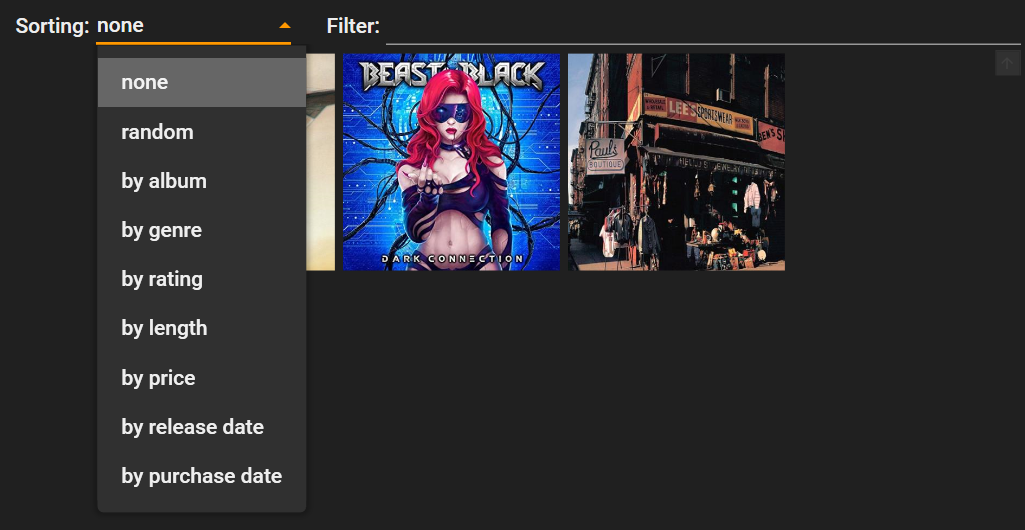 Sorting: none Filter:
none
random
by album
by genre
by rating
by length
by price
by release date
by purchase date
BEAST BLACK
DARK CONNECTION
LEE'S SPORTSWEAR
BEN'S
Paul's
BOUTIQUE